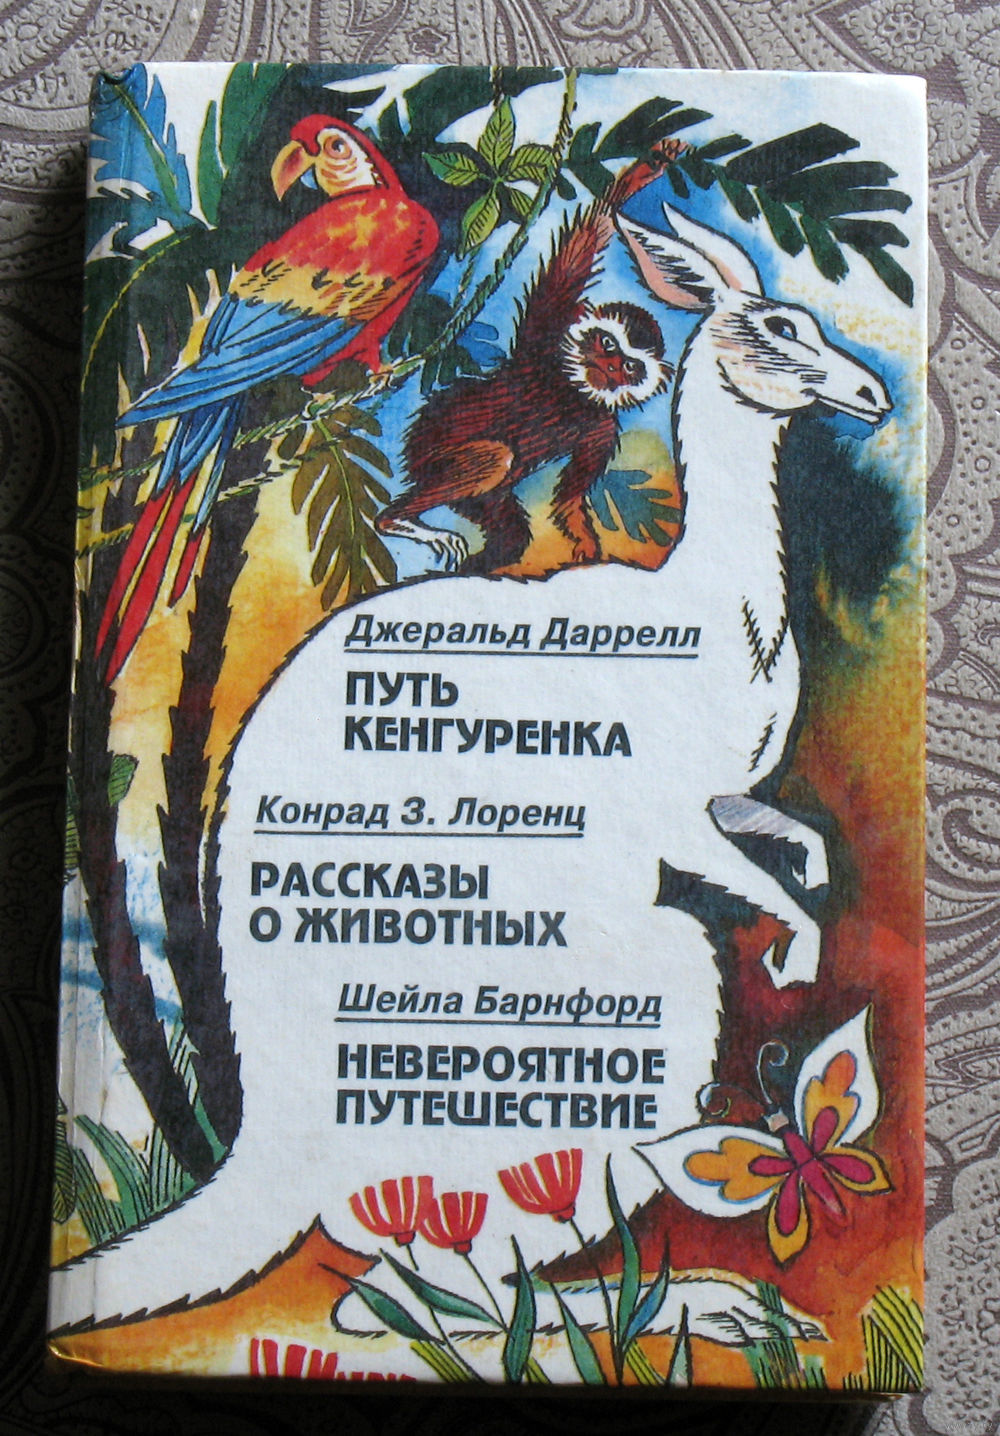 Джеральд Даррелл
ПУТЬ
КЕНГУРЕНКА
Конрад З. Лоренц
РАССКАЗЫ
О ЖИВОТНЫХ
Шейла Барнфорд
НЕВЕРОЯТНОЕ
ПУТЕШЕСТВИЕ